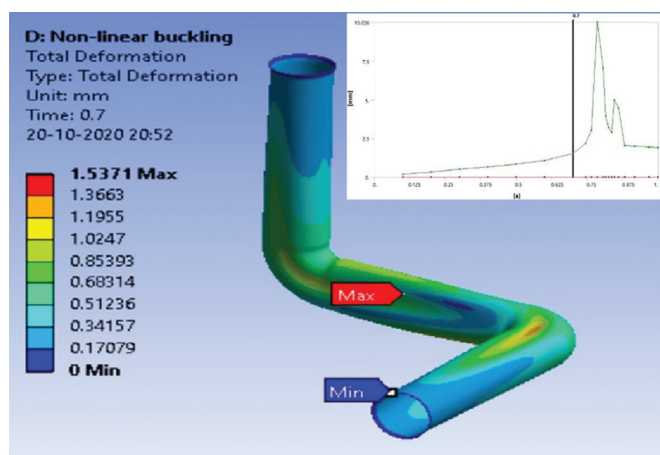 D: Non-linear buckling
Total Deformation
Type: Total Deformation
Unit: mm
Time: 0.7
20-10-2020 20:52
1.5371 Max
1.3663
1.1955
1.0247
0.85393
0.68314
0.51236
0.34157
0.17079
0 Min
Max
Min
0.7
10.036
7.5
5.
2.5
0.
[mm]
0. 0.125 0.25 0.375 0.5 0.625 0.75 0.875 1.
[s]